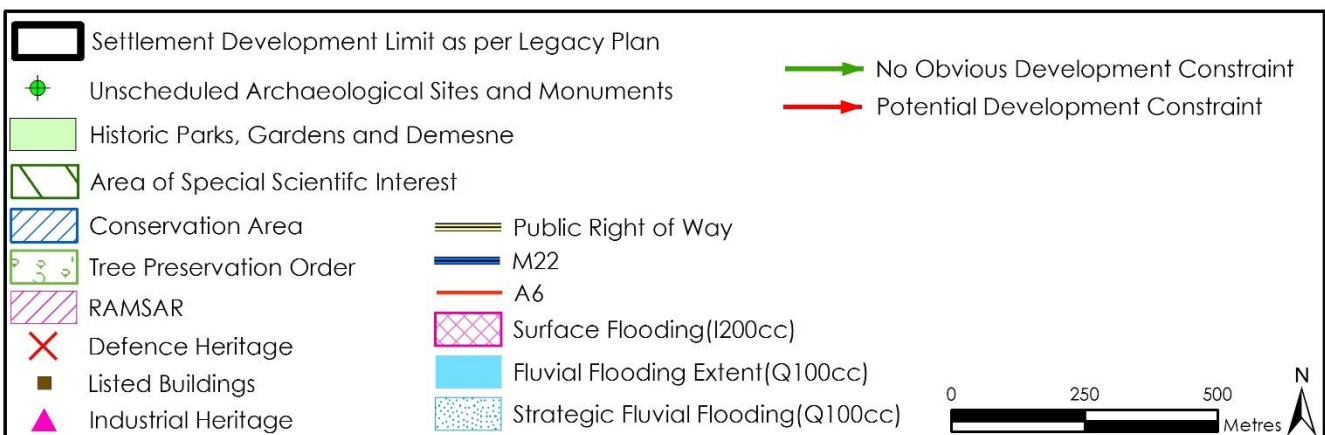 Settlement Development Limit as per Legacy Plan
Unscheduled Archaeological Sites and Monuments
Historic Parks, Gardens and Demesne
Area of Special Scientifc Interest
Conservation Area
Tree Preservation Order
RAMSAR
Defence Heritage
Listed Buildings
Industrial Heritage
Public Right of Way
M22
A6
Surface Flooding(I200cc)
Fluvial Flooding Extent(Q100cc)
Strategic Fluvial Flooding(Q100cc)
No Obvious Development Constraint
Potential Development Constraint
0 250 500
Metres
N